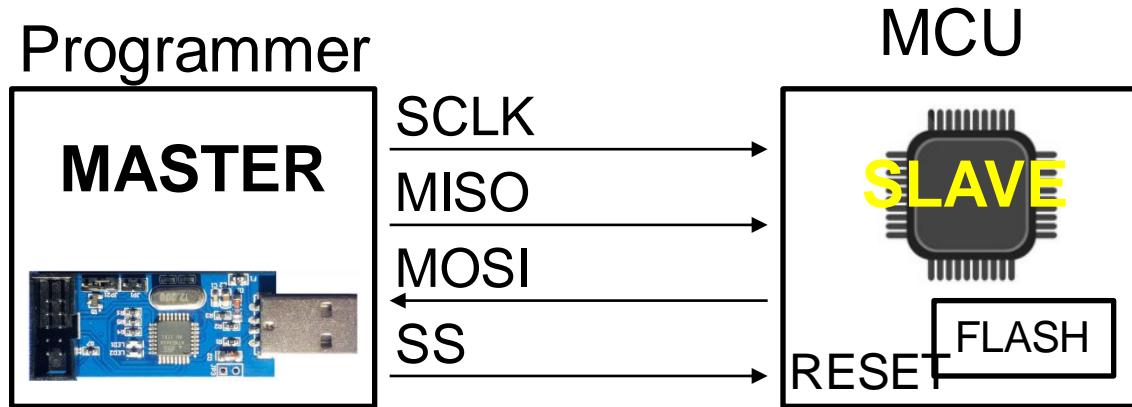 Programmer
MCU
MASTER
SCLK
MISO
MOSI
SS
SLAVE
RESET
FLASH